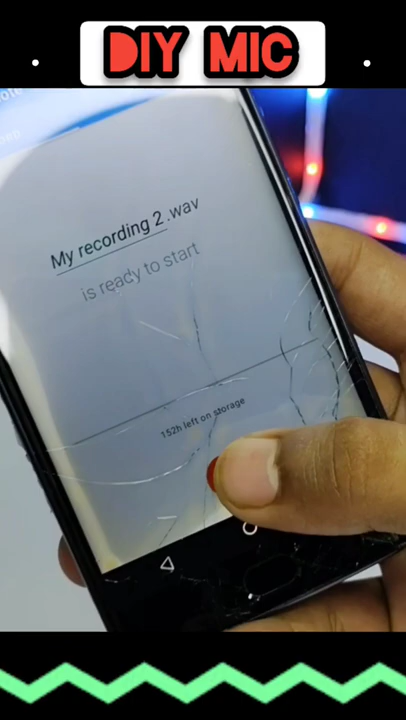 DIY MIC
My recording 2 .wav
is ready to start
152h left on storage